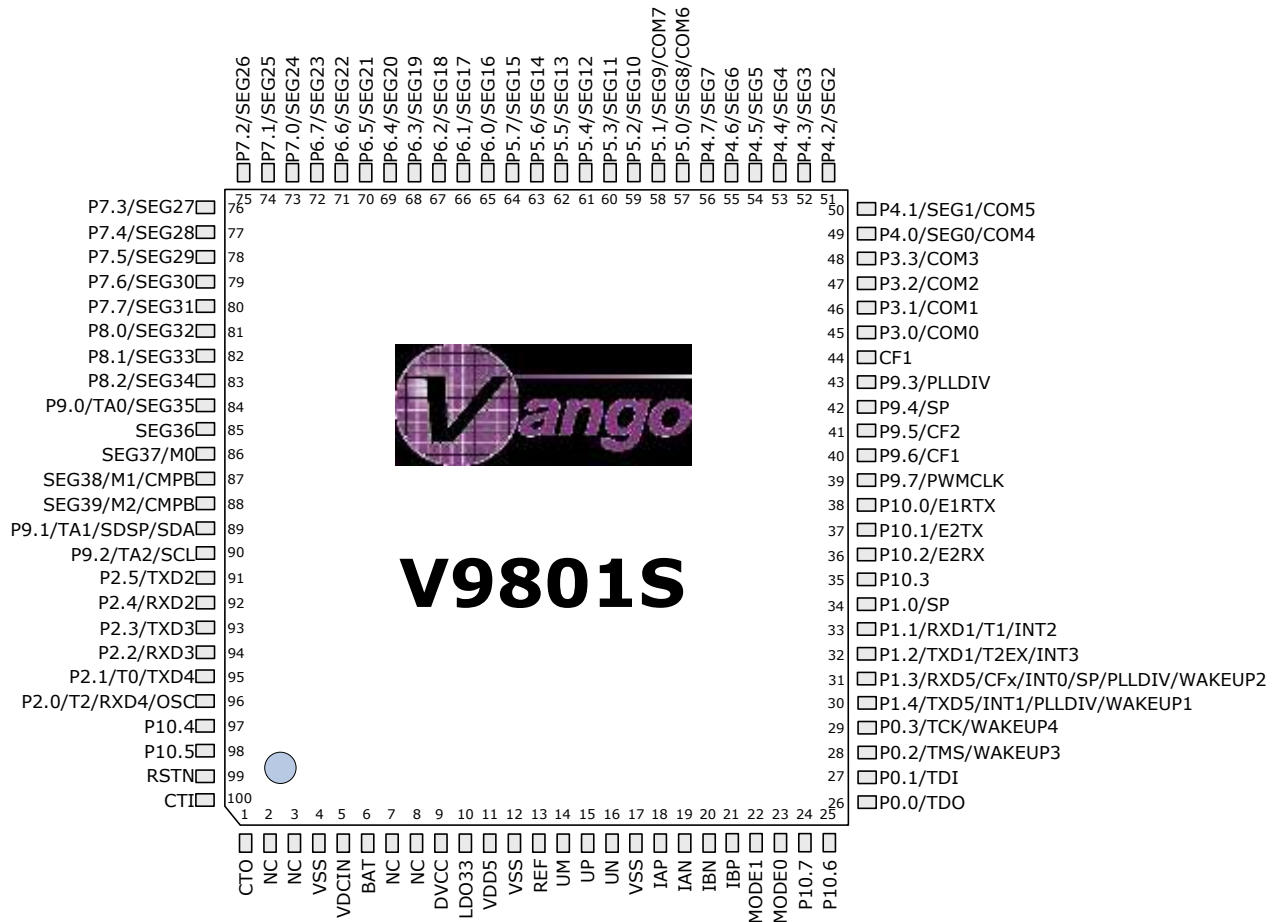 P7.2/SEG26
P7.1/SEG25
P7.0/SEG24
P6.7/SEG23
P6.6/SEG22
P6.5/SEG21
P6.4/SEG20
P6.3/SEG19
P6.2/SEG18
P6.1/SEG17
P6.0/SEG16
P5.7/SEG15
P5.6/SEG14
P5.5/SEG13
P5.4/SEG12
P5.3/SEG11
P5.2/SEG10
P5.1/SEG9/COM7
P5.0/SEG8/COM6
P4.7/SEG7
P4.6/SEG6
P4.5/SEG5
P4.4/SEG4
P4.3/SEG3
P4.2/SEG2
75 74 73 72 71 70 69 68 67 66 65 64 63 62 61 60 59 58 57 56 55 54 53 52 51
P7.3/SEG27 76
P7.4/SEG28 77
P7.5/SEG29 78
P7.6/SEG30 79
P7.7/SEG31 80
P8.0/SEG32 81
P8.1/SEG33 82
P8.2/SEG34 83
P9.0/TA0/SEG35 84
SEG36 85
SEG37/M0 86
SEG38/M1/CMPB 87
SEG39/M2/CMPB 88
P9.1/TA1/SDSP/SDA 89
P9.2/TA2/SCL 90
P2.5/TXD2 91
P2.4/RXD2 92
P2.3/TXD3 93
P2.2/RXD3 94
P2.1/T0/TXD4 95
P2.0/T2/RXD4/OSC 96
P10.4 97
P10.5 98
RSTN 99
CTI 100
Vango
V9801S
50 P4.1/SEG1/COM5
49 P4.0/SEG0/COM4
48 P3.3/COM3
47 P3.2/COM2
46 P3.1/COM1
45 P3.0/COM0
44 CF1
43 P9.3/PLLDIV
42 P9.4/SP
41 P9.5/CF2
40 P9.6/CF1
39 P9.7/PWMCLK
38 P10.0/E1RTX
37 P10.1/E2TX
36 P10.2/E2RX
35 P10.3
34 P1.0/SP
33 P1.1/RXD1/T1/INT2
32 P1.2/TXD1/T2EX/INT3
31 P1.3/RXD5/CFx/INT0/SP/PLLDIV/WAKEUP2
30 P1.4/TXD5/INT1/PLLDIV/WAKEUP1
29 P0.3/TCK/WAKEUP4
28 P0.2/TMS/WAKEUP3
27 P0.1/TDI
26 P0.0/TDO
1 2 3 4 5 6 7 8 9 10 11 12 13 14 15 16 17 18 19 20 21 22 23 24 25
CTO
NC
NC
VSS
VDCIN
BAT
NC
NC
DVCC
LDO33
VDD5
VSS
REF
UM
UP
UN
VSS
IAP
IAN
IBN
IBP
MODE1
MODE0
P10.7
P10.6